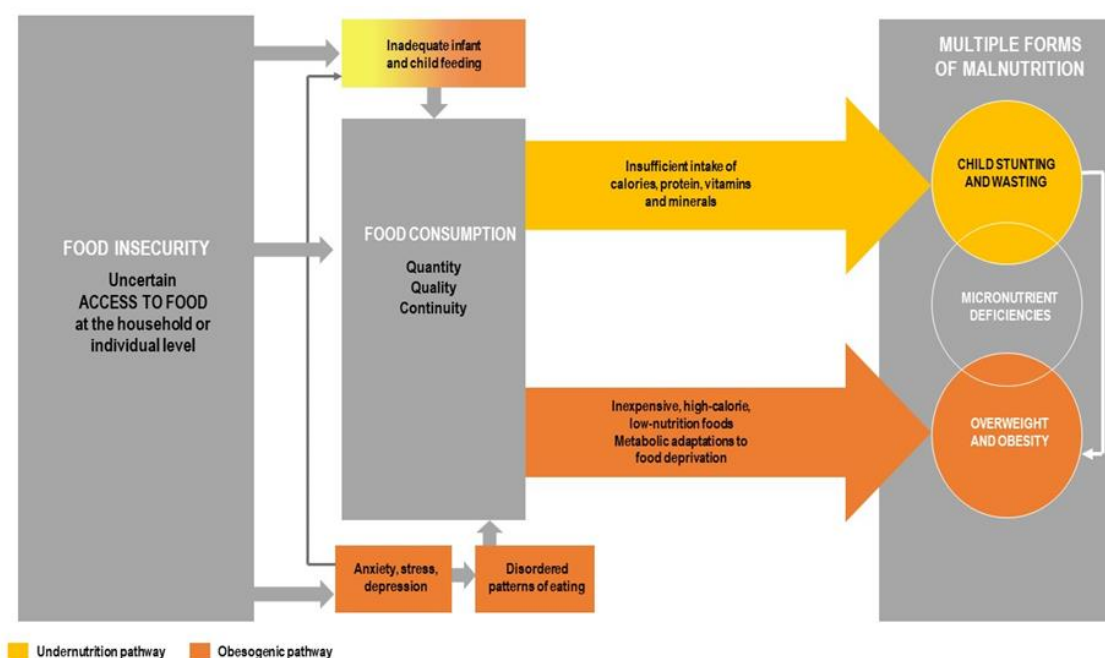 Inadequate infant
and child feeding
MULTIPLE FORMS
OF MALNUTRITION
FOOD INSECURITY
Uncertain
ACCESS TO FOOD
at the household or
individual level
FOOD CONSUMPTION
Quantity
Quality
Continuity
Insufficient intake of
calories, protein, vitamins
and minerals
CHILD STUNTING
AND WASTING
MICRONUTRIENT
DEFICIENCIES
Inexpensive, high-calorie,
low-nutrition foods
Metabolic adaptations to
food deprivation
OVERWEIGHT
AND OBESITY
Anxiety, stress,
depression
Disordered
patterns of eating
Undernutrition pathway
Obesogenic pathway